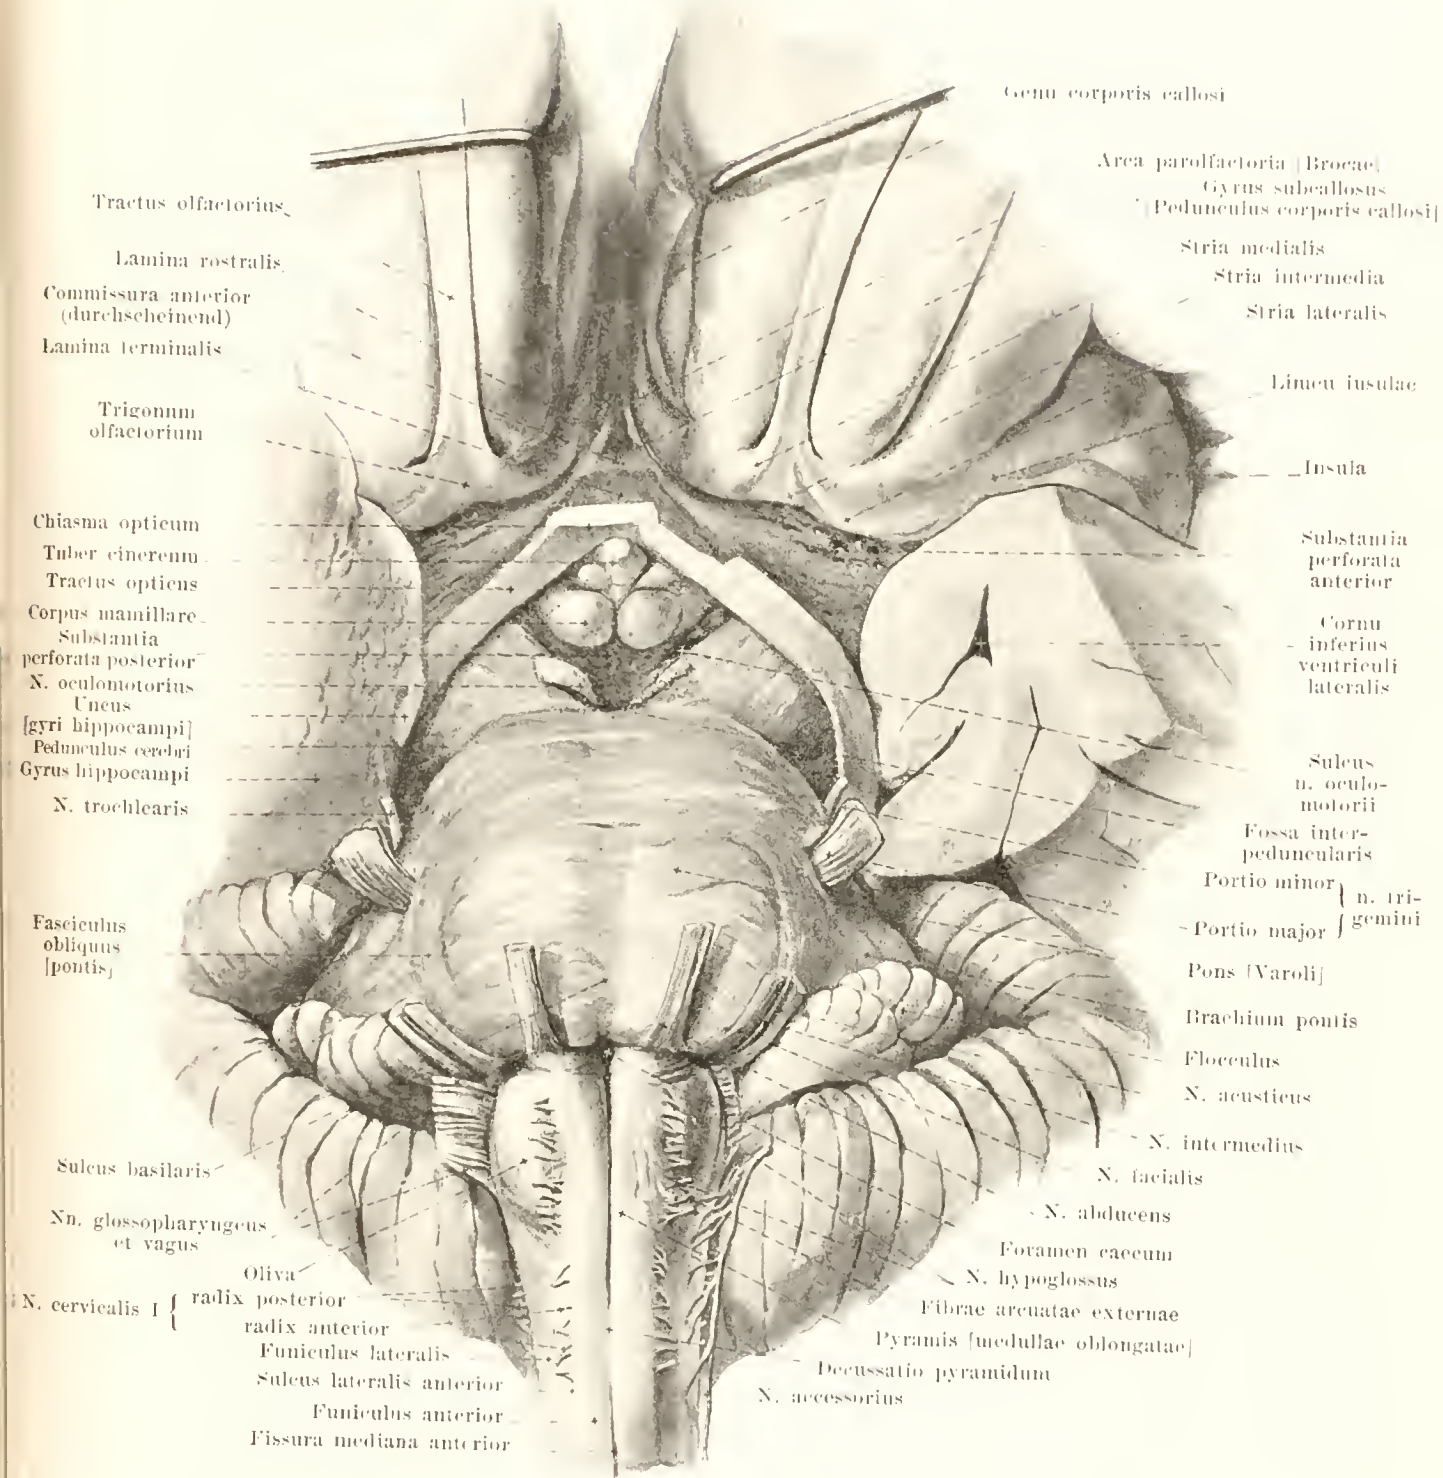 Tractus olfactorius
Lamina rostralis
Commissura anterior
(durchscheinend)
Lamina terminalis
Trigonum
olfactorium
Chiasma opticum
Tuber cinereum
Tractus opticus
Corpus mamillare
Substantia
perforata posterior
N. oculomotorius
Uncus
[gyri hippocampi]
Pedunculus cerebri
Gyrus hippocampi
N. trochlearis
Fasciculus
obliquus
[pontis]
Sulcus basilaris
Nn. glossopharyngeus
et vagus
Oliva
N. cervicalis I { radix posterior
radix anterior
Funiculus lateralis
Sulcus lateralis anterior
Funiculus anterior
Fissura mediana anterior
Genu corporis callosi
Area parolfactoria [Brocae]
Gyrus subcallosus
[Pedunculus corporis callosi]
Stria medialis
Stria intermedia
Stria lateralis
Limen insulae
Insula
Substantia
perforata
anterior
Cornu
inferius
ventriculi
lateralis
Sulcus
n. oculo-
motorii
Fossa inter-
peduncularis
Portio minor } n. tri-
Portio major } gemini
Pons [Varoli]
Brachium pontis
Flocculus
N. acusticus
N. intermedius
N. facialis
N. abducens
Foramen caecum
N. hypoglossus
Fibrae arcuatae externae
Pyramis [medullae oblongatae]
Decussatio pyramidum
N. accessorius